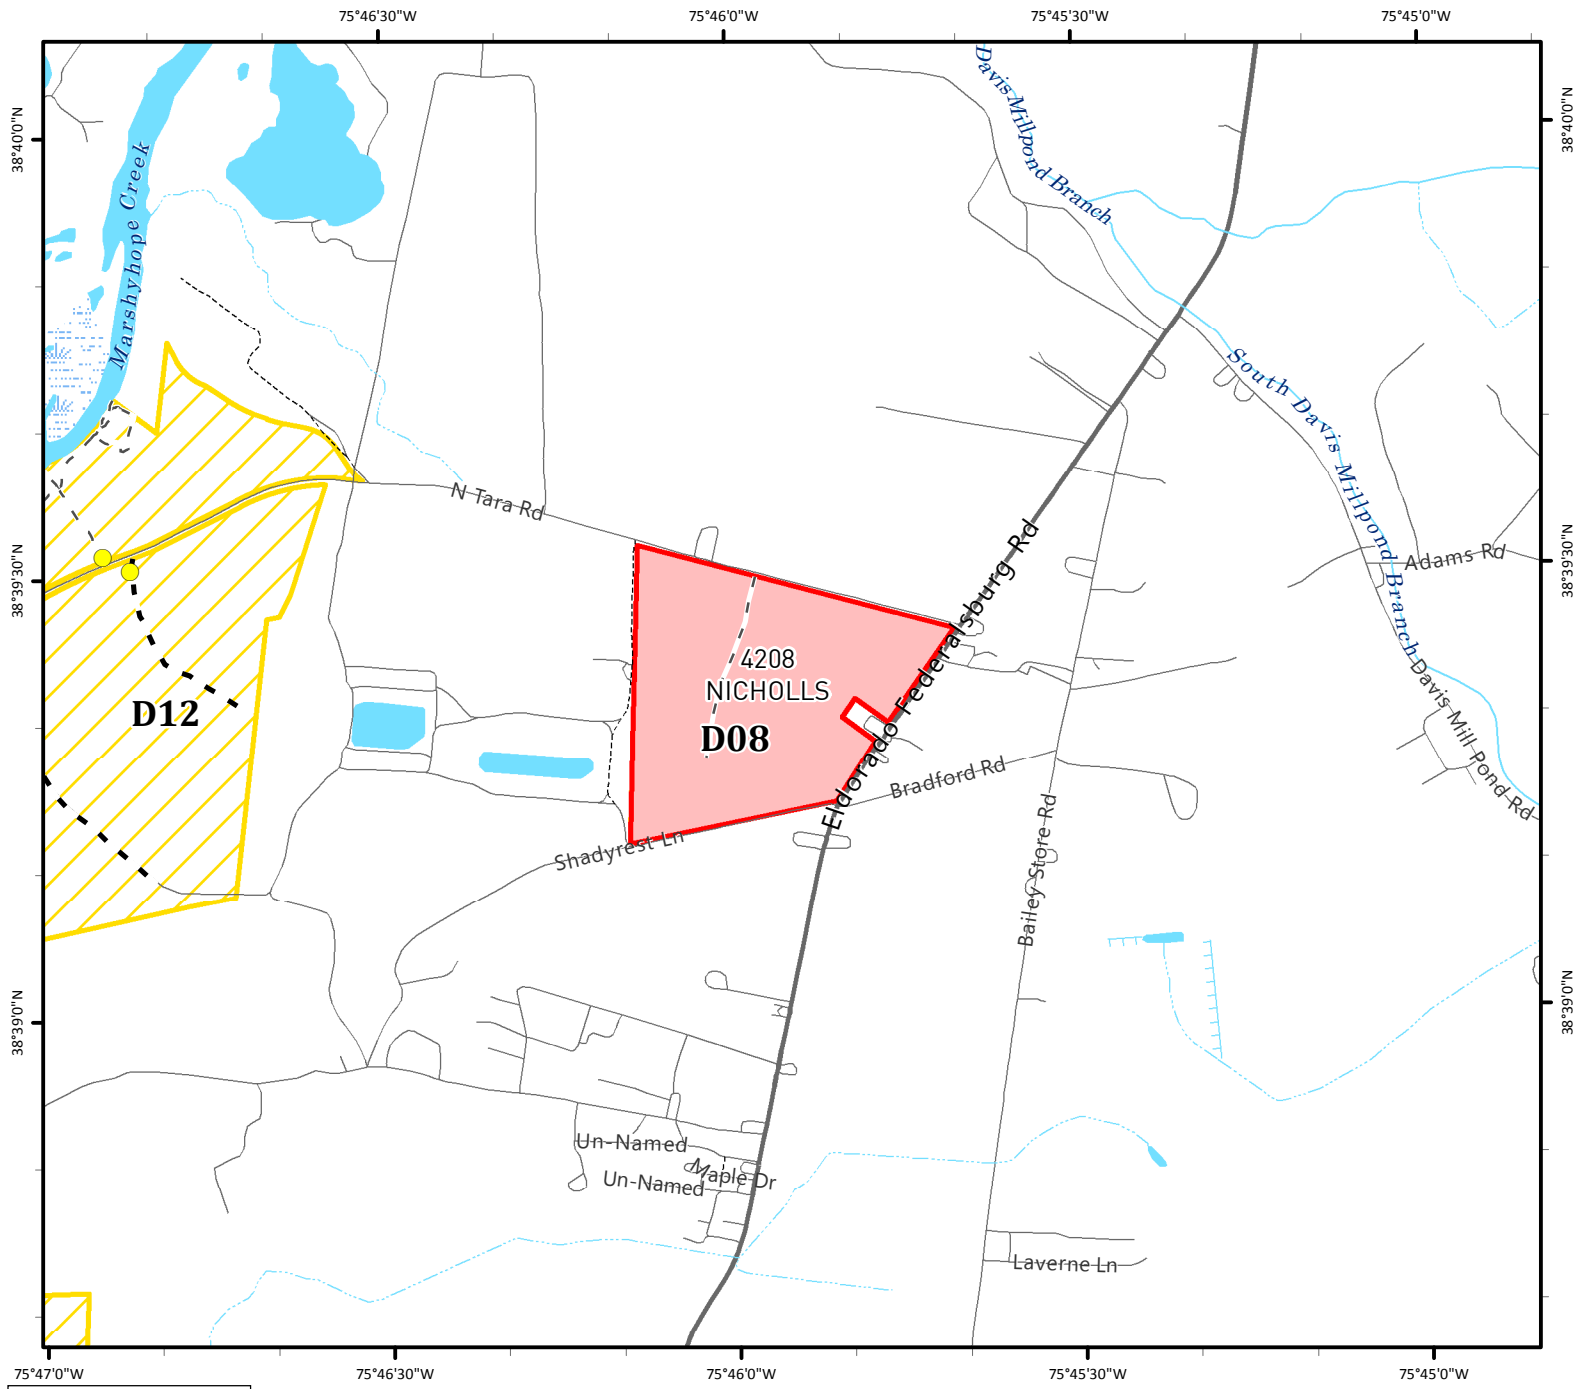 75°46'30"W
75°46'0"W
75°45'30"W
75°45'0"W
38°40'0"N
38°40'0"N
Davis Millpond Branch
Marshyhope Creek
South Davis Millpond Branch
N Tara Rd
38°39'30"N
38°39'30"N
Adams Rd
Eldorado Federalsburg Rd
4208
NICHOLLS
D08
D12
Davis Mill Pond Rd
Bradford Rd
Shadyrest Ln
Bailey Store Rd
38°39'0"N
38°39'0"N
Un-Named
Maple Dr
Un-Named
Laverne Ln
75°47'0"W
75°46'30"W
75°46'0"W
75°45'30"W
75°45'0"W